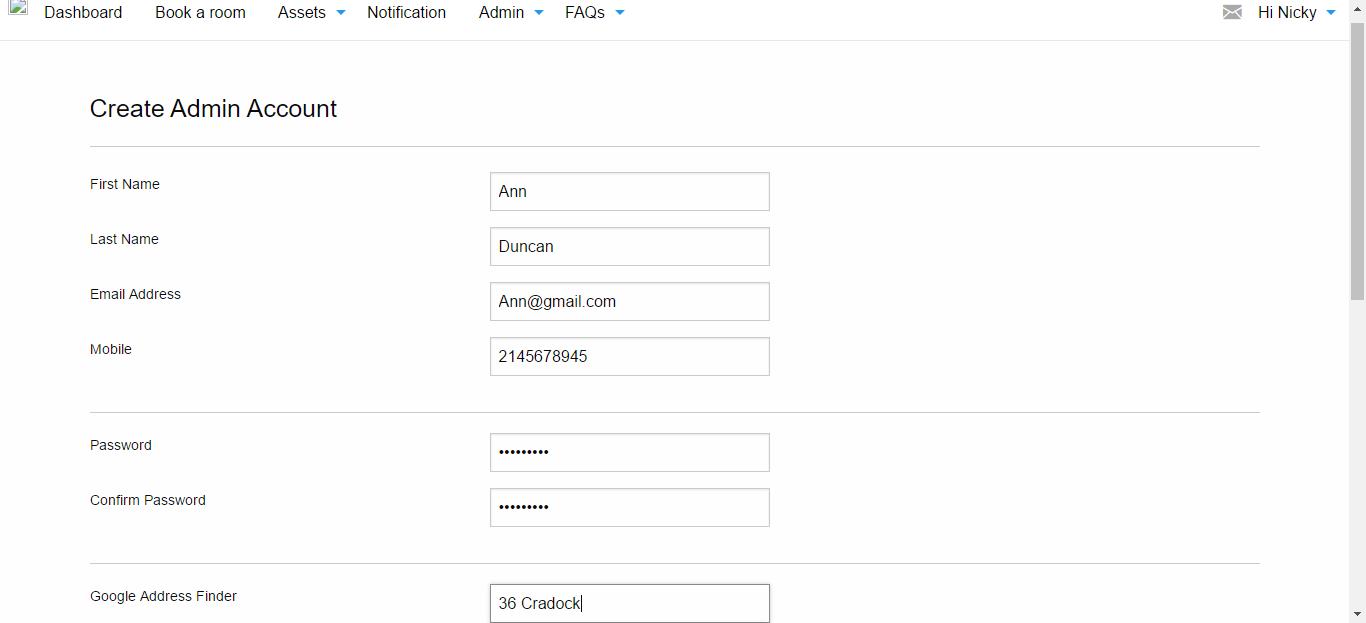 Dashboard Book a room Assets Notification Admin FAQs Hi Nicky
Create Admin Account
First Name Ann
Last Name Duncan
Email Address Ann@gmail.com
Mobile 2145678945
Password •••••••••
Confirm Password •••••••••
Google Address Finder 36 Cradock